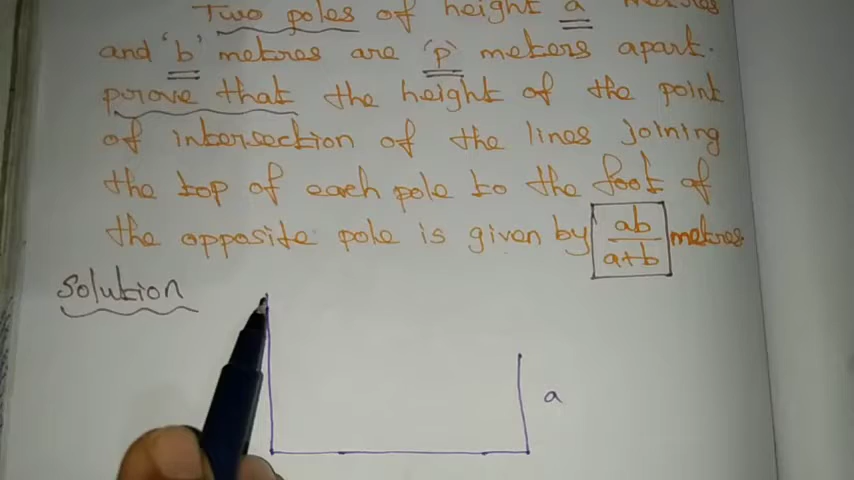 Two poles of height a metres
and 'b' metres are 'p' meters apart.
prove that the height of the point
of intersection of the lines joining
the top of each pole to the foot of
the opposite pole is given by ab/a+b metres.
Solution
a